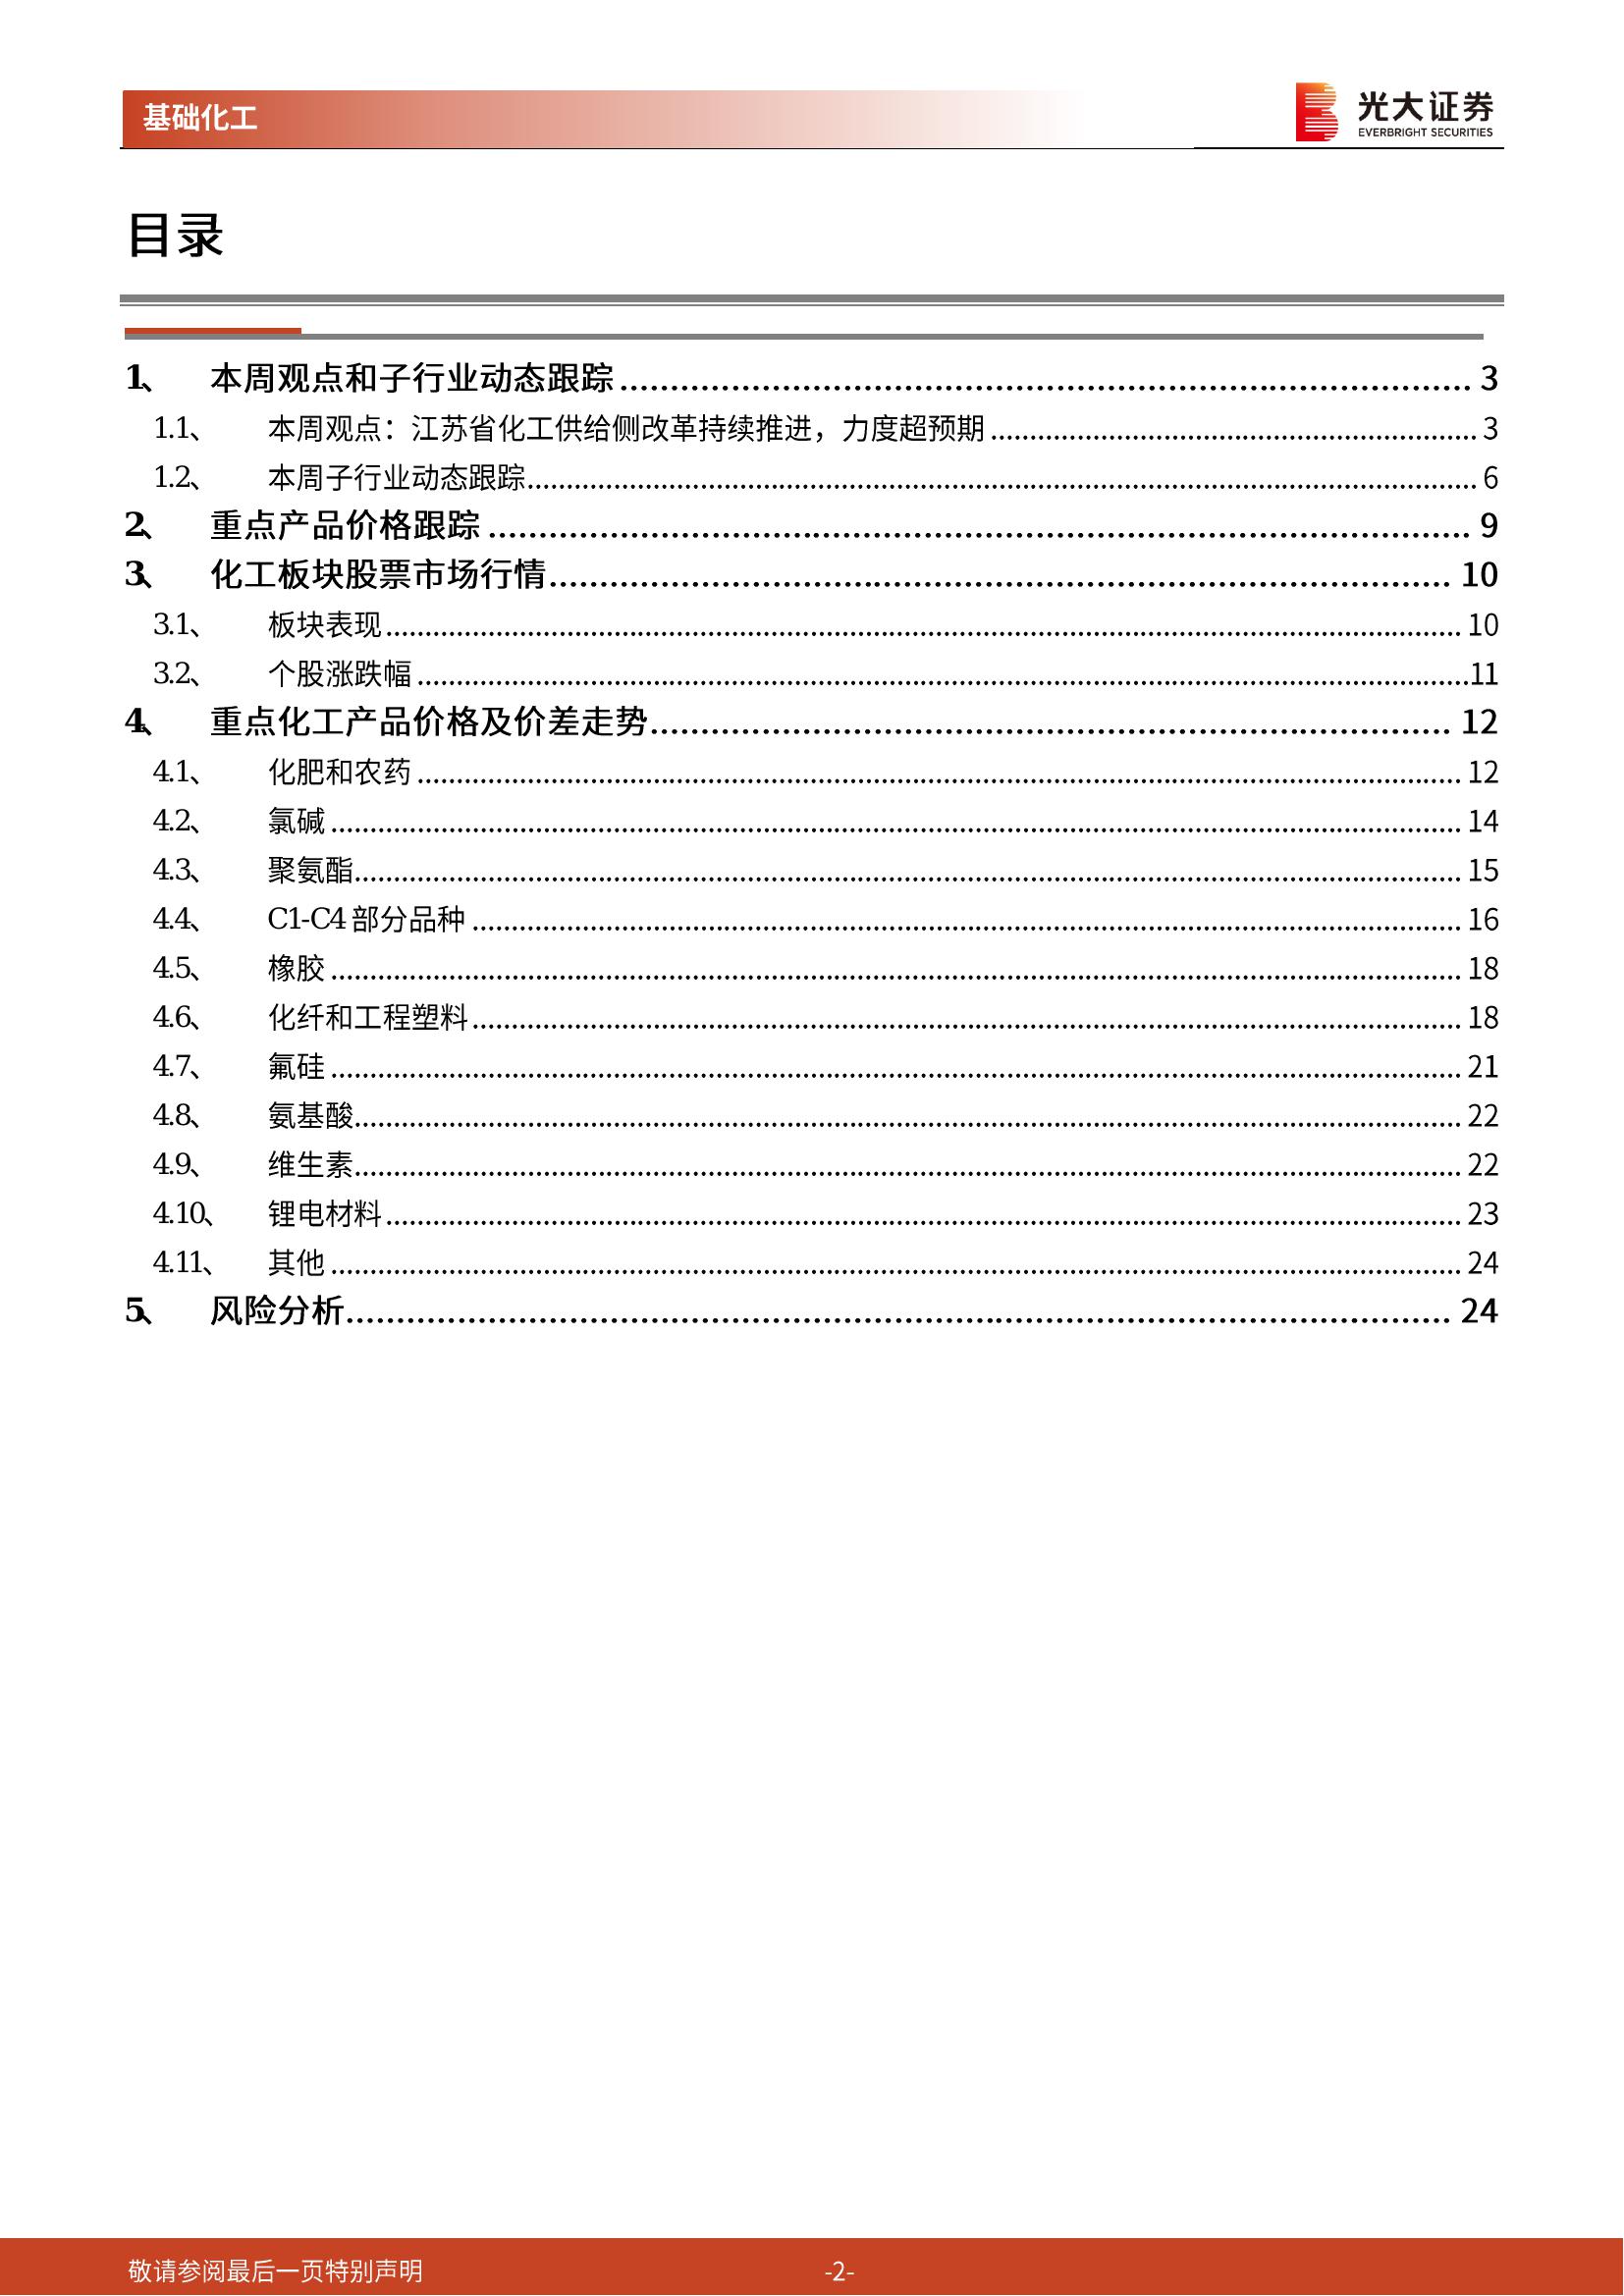 基础化工
光大证券
EVERBRIGHT SECURITIES
目录
1、 本周观点和子行业动态跟踪 3
1.1、 本周观点：江苏省化工供给侧改革持续推进，力度超预期 3
1.2、 本周子行业动态跟踪 6
2、 重点产品价格跟踪 9
3、 化工板块股票市场行情 10
3.1、 板块表现 10
3.2、 个股涨跌幅 11
4、 重点化工产品价格及价差走势 12
4.1、 化肥和农药 12
4.2、 氯碱 14
4.3、 聚氨酯 15
4.4、 C1-C4 部分品种 16
4.5、 橡胶 18
4.6、 化纤和工程塑料 18
4.7、 氟硅 21
4.8、 氨基酸 22
4.9、 维生素 22
4.10、 锂电材料 23
4.11、 其他 24
5、 风险分析 24
敬请参阅最后一页特别声明 -2-